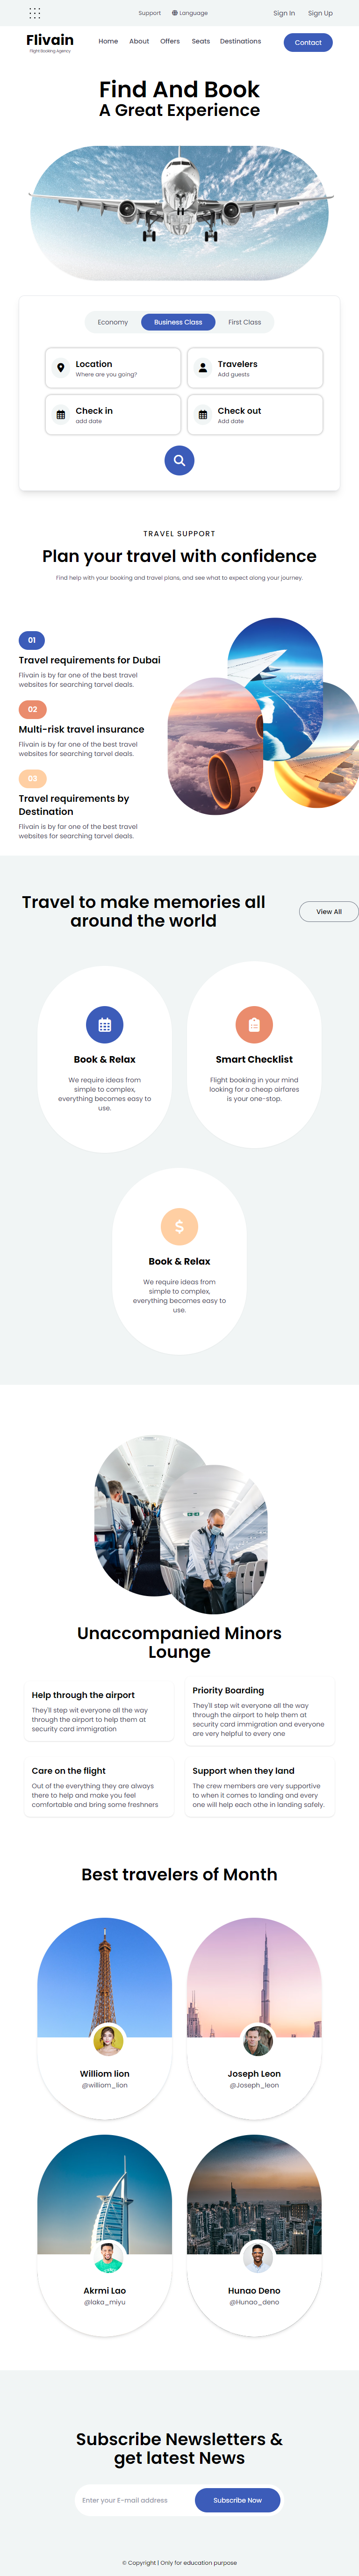 Support
Language
Sign In
Sign Up
Flivain
Flight Booking Agency
Home
About
Offers
Seats
Destinations
Contact
Find And Book
A Great Experience
Economy
Business Class
First Class
Location
Where are you going?
Travelers
Add guests
Check in
add date
Check out
Add date
TRAVEL SUPPORT
Plan your travel with confidence
Find help with your booking and travel plans, and see what to expect along your journey.
01
Travel requirements for Dubai
Flivain is by far one of the best travel
websites for searching tarvel deals.
02
Multi-risk travel insurance
Flivain is by far one of the best travel
websites for searching tarvel deals.
03
Travel requirements by
Destination
Flivain is by far one of the best travel
websites for searching tarvel deals.
Travel to make memories all
around the world
View All
Book & Relax
We require ideas from
simple to complex,
everything becomes easy to
use.
Smart Checklist
Flight booking in your mind
looking for a cheap airfares
is your one-stop.
Book & Relax
We require ideas from
simple to complex,
everything becomes easy to
use.
Unaccompanied Minors
Lounge
Help through the airport
They'll step wit everyone all the way
through the airport to help them at
security card immigration
Priority Boarding
They'll step wit everyone all the way
through the airport to help them at
security card immigration and everyone
are very helpful to every one
Care on the flight
Out of the everything they are always
there to help and make you feel
comfortable and bring some freshners
Support when they land
The crew members are very supportive
to when it comes to landing and every
one will help each othe in landing safely.
Best travelers of Month
Williom lion
@williom_lion
Joseph Leon
@Joseph_leon
Akrmi Lao
@laka_miyu
Hunao Deno
@Hunao_deno
Subscribe Newsletters &
get latest News
Enter your E-mail address
Subscribe Now
© Copyright | Only for education purpose